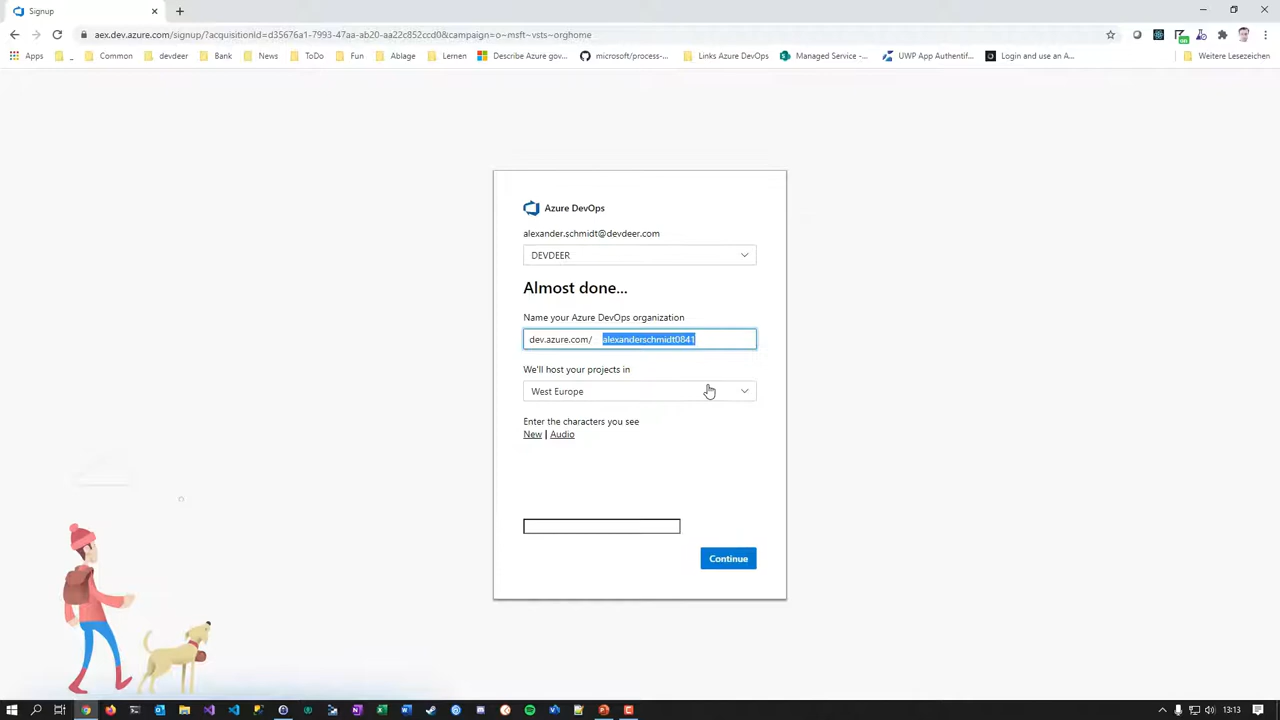 Signup
aex.dev.azure.com/signup/?acquisitionId=d35676a1-7993-47aa-ab20-aa22c852ccd0&campaign=o~msft~vsts~orghome
Apps _ Common devdeer Bank News ToDo Fun Ablage Lernen Describe Azure gov... microsoft/process-... Links Azure DevOps Managed Service -... UWP App Authentif... Login and use an A... Weitere Lesezeichen
Azure DevOps
alexander.schmidt@devdeer.com
DEVDEER
Almost done...
Name your Azure DevOps organization
dev.azure.com/ alexanderschmidt0841
We'll host your projects in
West Europe
Enter the characters you see
New | Audio
Continue
13:13